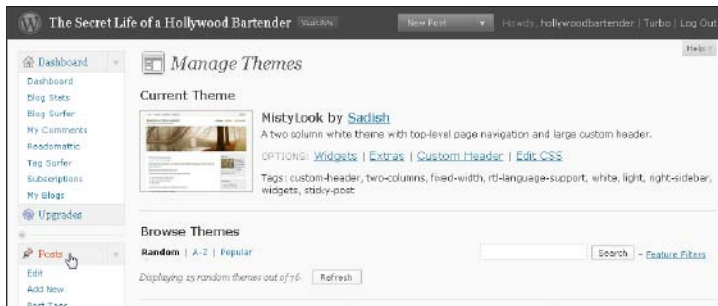 The Secret Life of a Hollywood Bartender Visit Site New Post Howdy, hollywoodbartender | Turbo | Log Out
Help
Dashboard
Dashboard
Blog Stats
Blog Surfer
My Comments
Readomattic
Tag Surfer
Subscriptions
My Blogs
Upgrades
Posts
Edit
Add New
Post Tags
Manage Themes
Current Theme
MistyLook by Sadish
A two column white theme with top-level page navigation and large custom header.
OPTIONS: Widgets | Extras | Custom Header | Edit CSS
Tags: custom-header, two-columns, fixed-width, rtl-language-support, white, light, right-sidebar,
widgets, sticky-post
Browse Themes
Random | A-Z | Popular
Search - Feature Filters
Displaying 15 random themes out of 76 Refresh